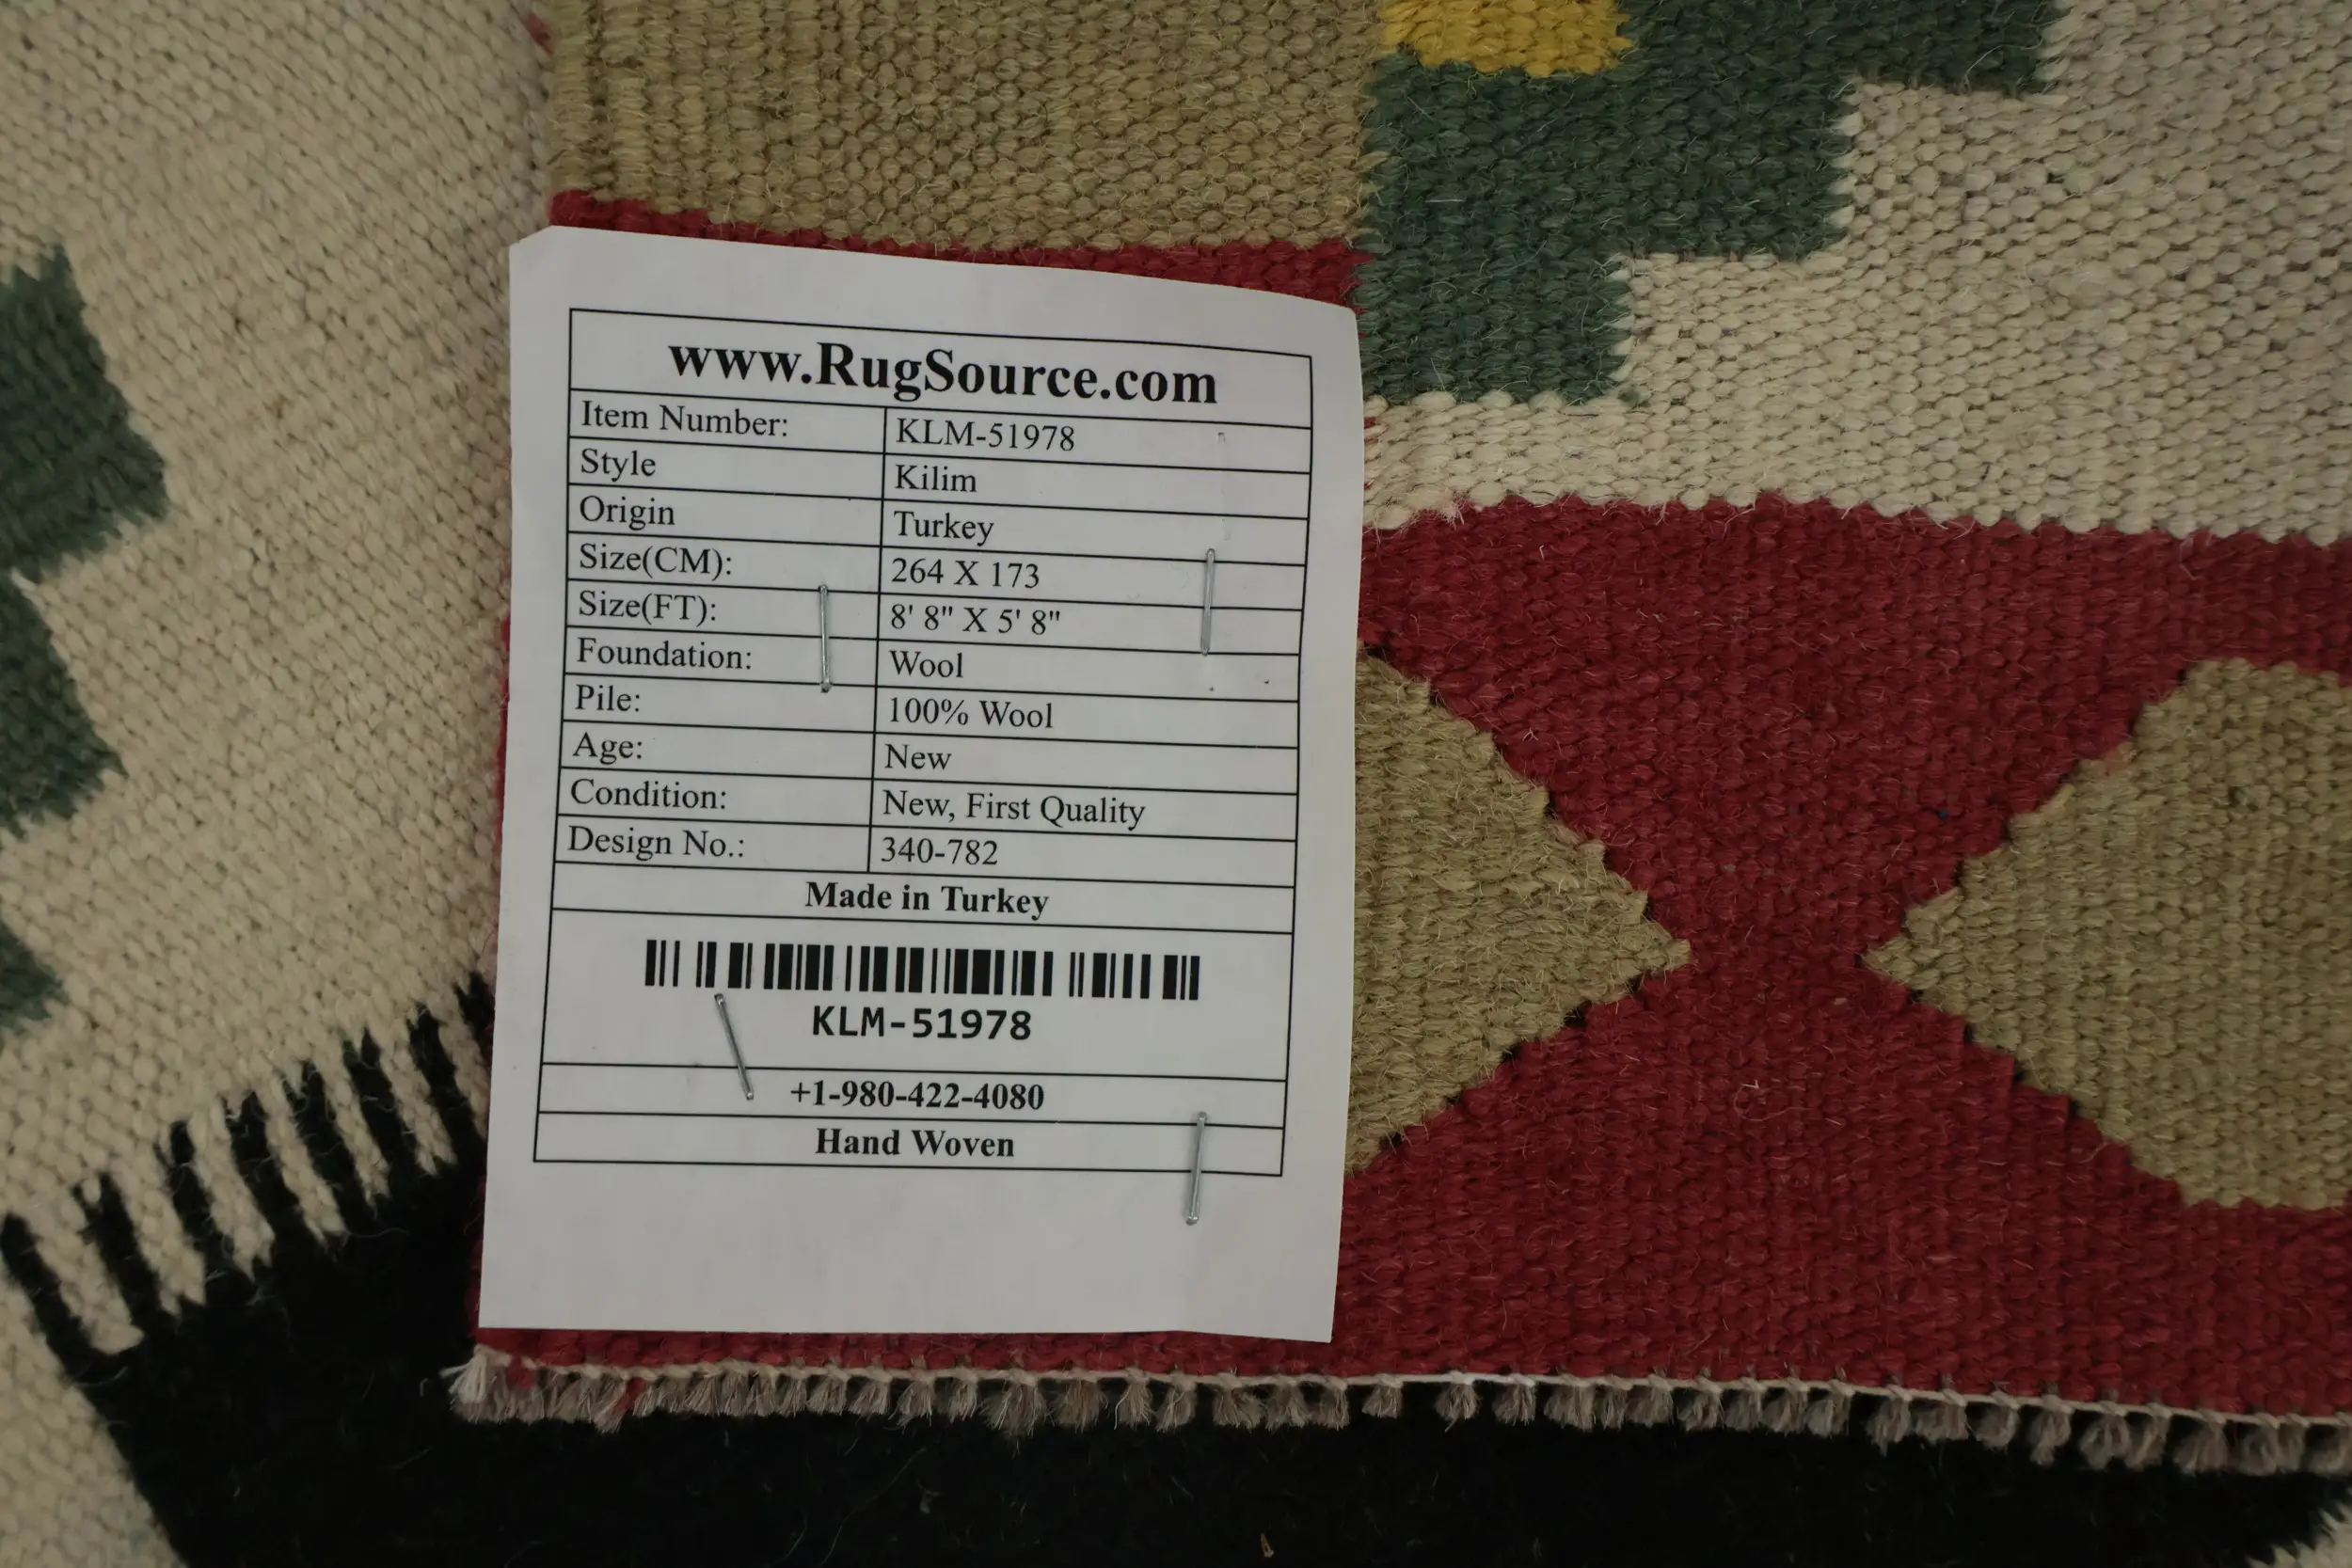 www.RugSource.com
Item Number: KLM-51978
Style Kilim
Origin Turkey
Size(CM): 264 X 173
Size(FT): 8' 8" X 5' 8"
Foundation: Wool
Pile: 100% Wool
Age: New
Condition: New, First Quality
Design No.: 340-782
Made in Turkey
KLM-51978
+1-980-422-4080
Hand Woven